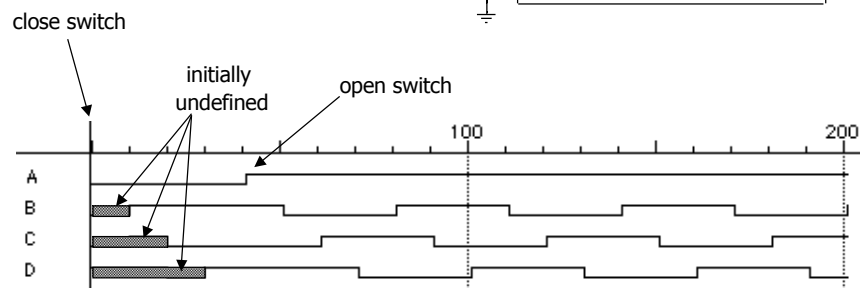 close switch
initially
undefined
open switch
100
200
A
B
C
D